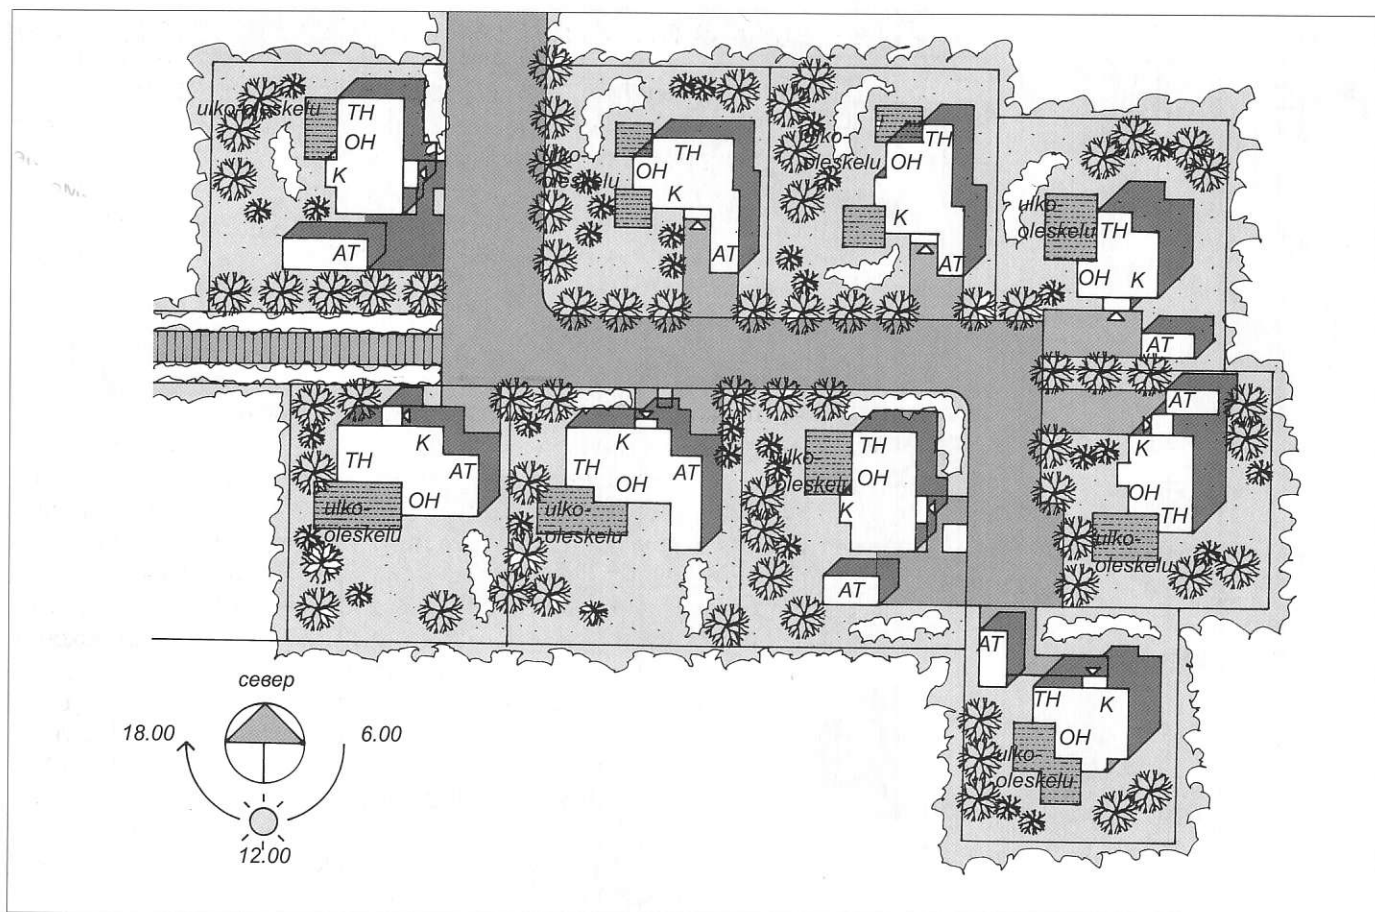 ulko-oleskelu
TH
OH
K
AT
TH
ulko-
oleskelu
OH
K
AT
ulko-
oleskelu
TH
OH
K
AT
ulko-
oleskelu
TH
OH
K
AT
K
TH
AT
OH
ulko-
oleskelu
K
TH
OH
AT
ulko-
oleskelu
TH
ulko-
oleskelu
OH
K
AT
AT
K
OH
TH
ulko-
oleskelu
AT
TH
K
OH
ulko-
oleskelu
север
18.00
6.00
12.00